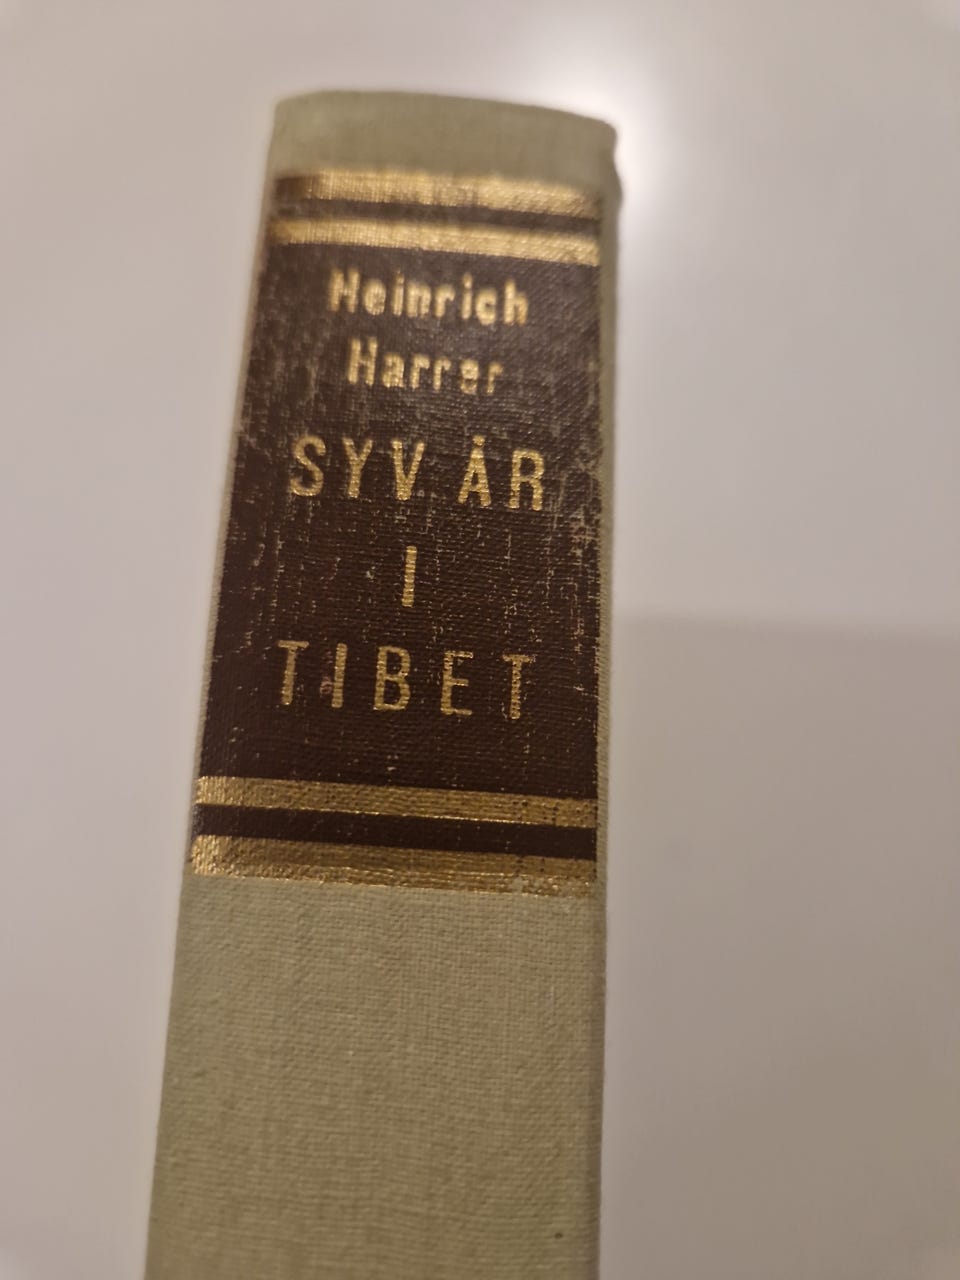 Heinrich
Harrer
SYV ÅR
I
TIBET